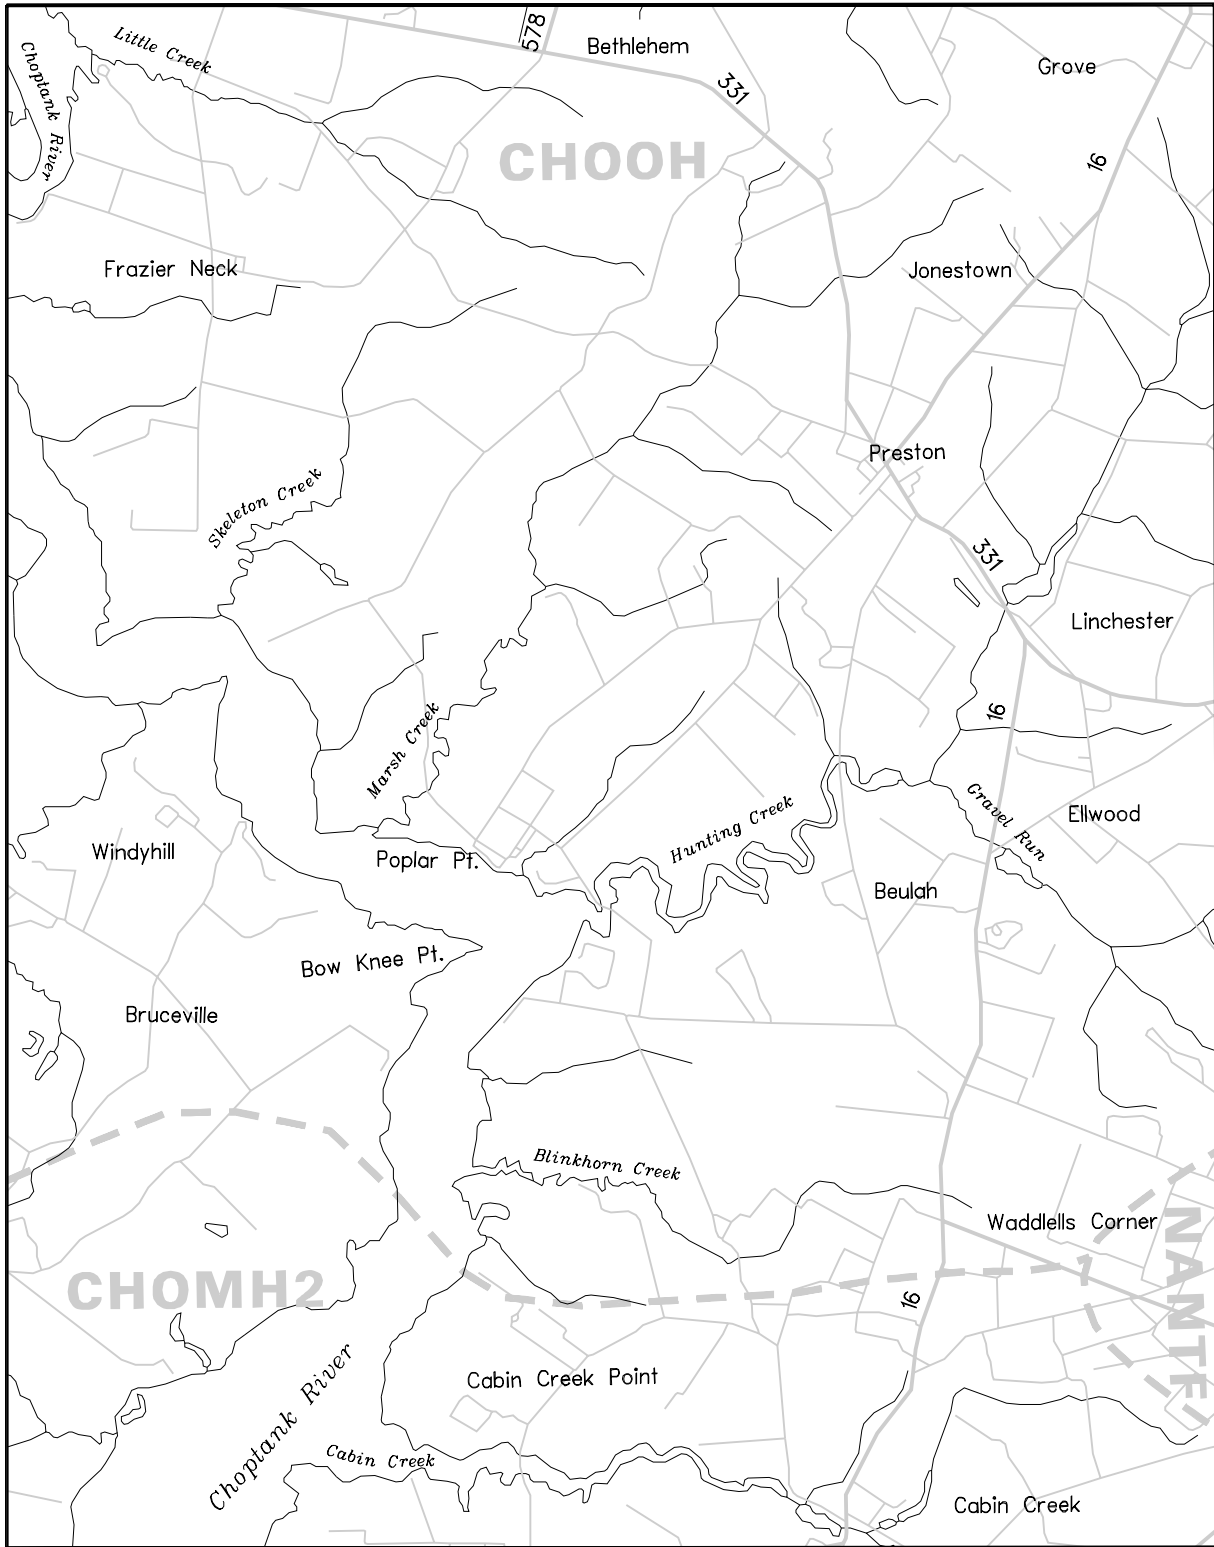 578
Bethlehem
Little Creek
Choptank River
Grove
331
CHOOH
16
Frazier Neck
Jonestown
Preston
Skeleton Creek
331
Linchester
16
Marsh Creek
Hunting Creek
Gravel Run
Ellwood
Windyhill
Poplar Pt.
Beulah
Bow Knee Pt.
Bruceville
Blinkhorn Creek
Waddlells Corner
NAMTF
CHOMH2
16
Choptank River
Cabin Creek Point
Cabin Creek
Cabin Creek